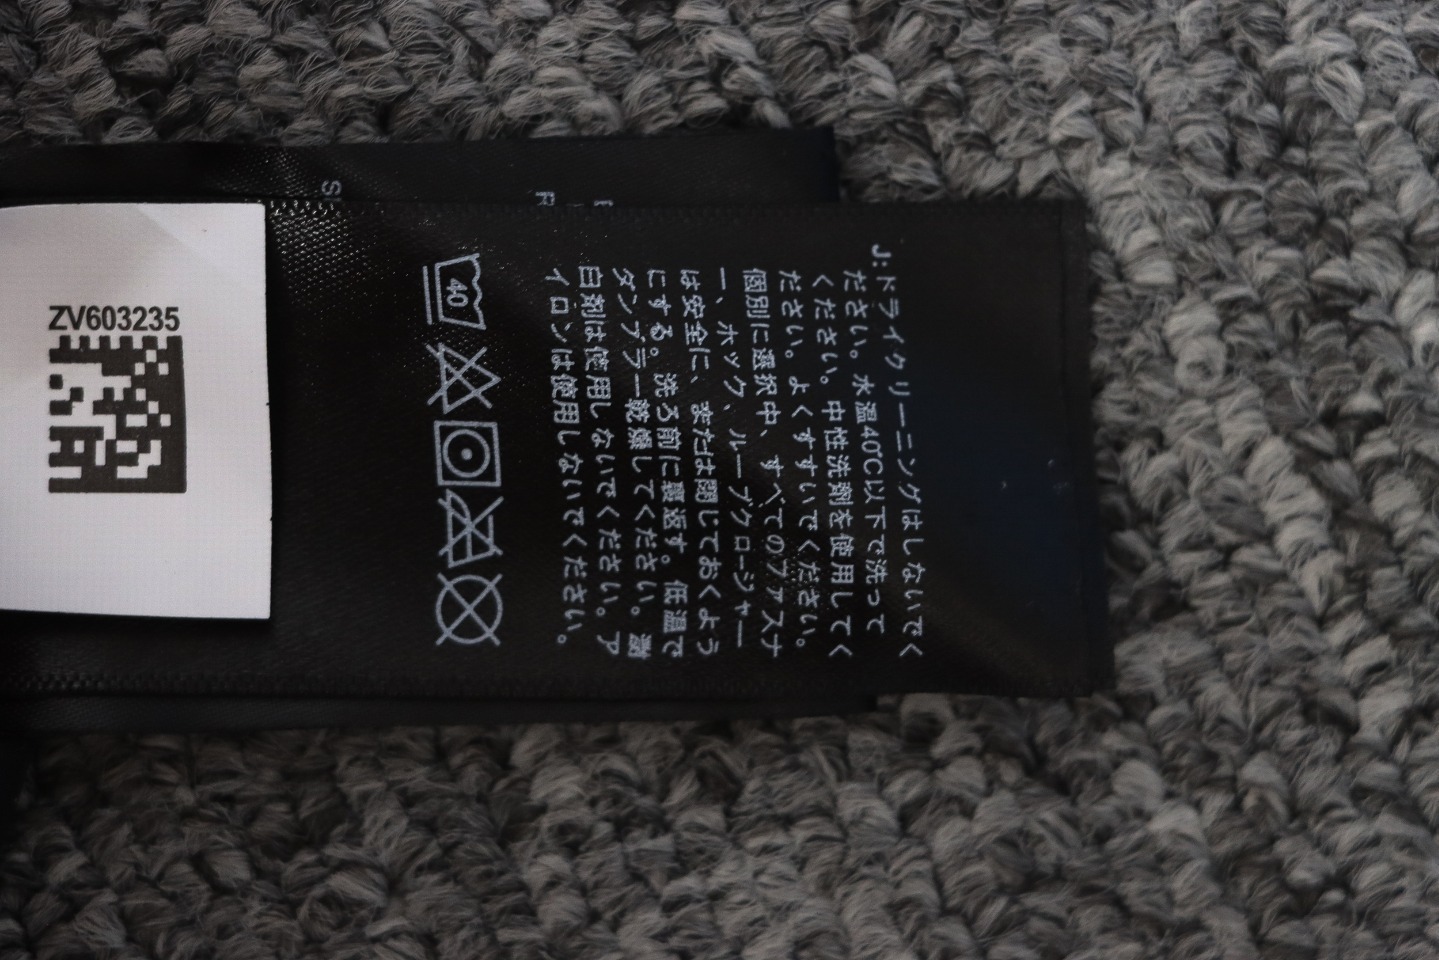 ZV603235
J: ドライクリーニングはしないでく
ださい。水温40℃以下で洗って
ください。中性洗剤を使用してく
ださい。よくすすいでください。
個別に選択中、すべてのファスナ
ー、ホック、ループクロージャー
は安全に、または閉じておくよう
にする。洗ろ前に裏返す。低温で
タンブラー乾燥してください。
白剤は使用しないでください。ア
イロンは使用しないでください。
40